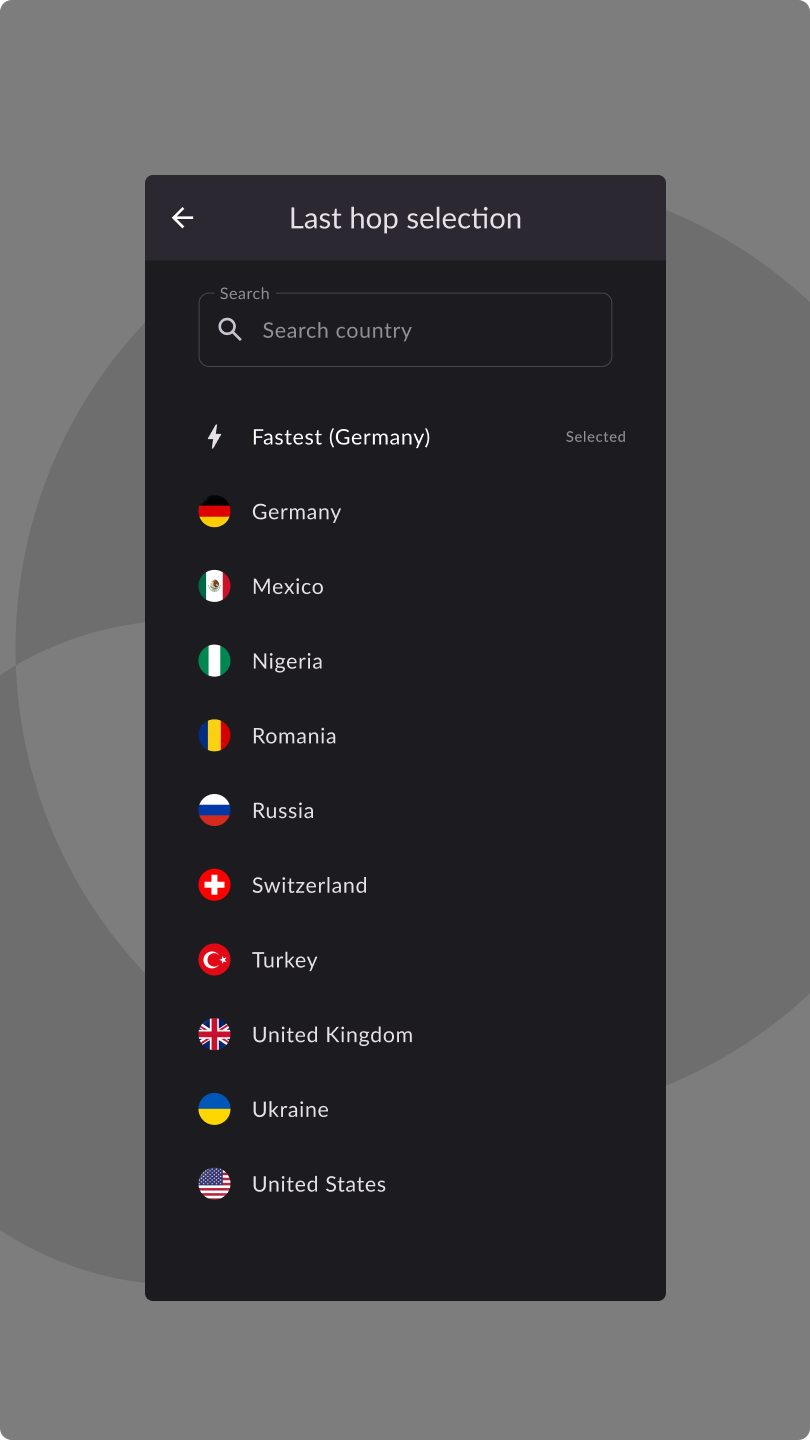 Last hop selection
Search
Search country
Fastest (Germany) Selected
Germany
Mexico
Nigeria
Romania
Russia
Switzerland
Turkey
United Kingdom
Ukraine
United States